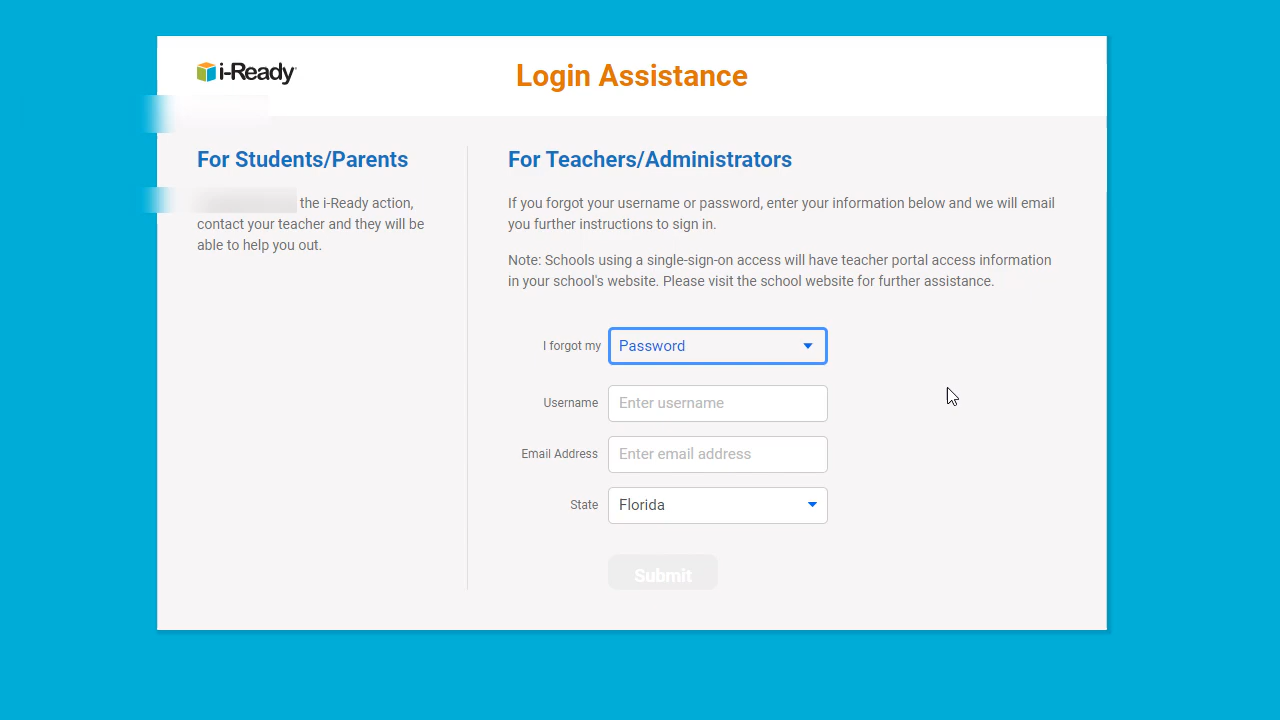 i-Ready
Login Assistance
For Students/Parents
the i-Ready action,
contact your teacher and they will be
able to help you out.
For Teachers/Administrators
If you forgot your username or password, enter your information below and we will email
you further instructions to sign in.
Note: Schools using a single-sign-on access will have teacher portal access information
in your school's website. Please visit the school website for further assistance.
I forgot my Password
Username Enter username
Email Address Enter email address
State Florida
Submit